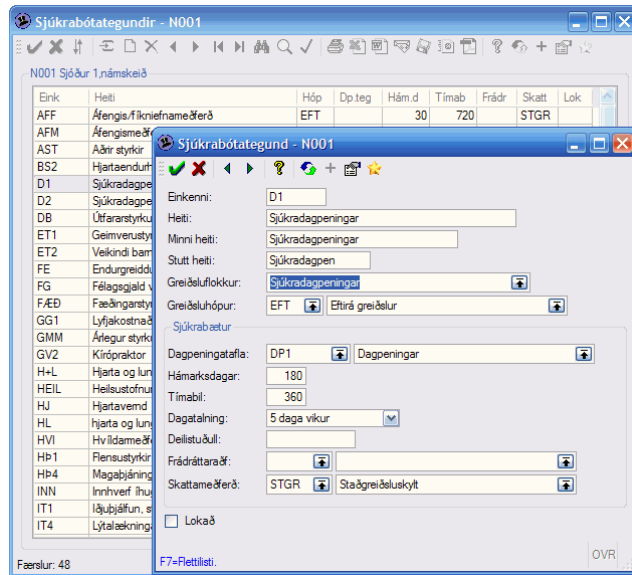 Sjúkrabótategundir - N001
N001 Sjóður 1,námskeið
Eink Heiti Hóp Dp.teg Hám.d Tímab Frádr Skatt Lok
AFF Áfengis/fíkniefnameðferð EFT 30 720 STGR
AFM Áfengismeðfe
AST Aðrir styrkir
BS2 Hjartaendurh
D1 Sjúkradagpe
D2 Sjúkradagpe
DB Útfararstyrku
ET1 Geimverustyr
ET2 Veikindi barn
FE Endurgreiddu
FG Félagsgjald v
FÆÐ Fæðingarstyr
GG1 Lyfjakostnað
GMM Árlegur styrku
GV2 Kírópraktor
H+L Hjarta og lun
HEIL Heilsustofnun
HJ Hjartavernd
HL hjarta og lung
HVI Hvíldarmeðfe
HÞ1 Flensustyrkir
HÞ4 Magaþjáning
INN Innhverf íhug
IT1 Iðjuþjálfun, s
IT4 Lýtalækninga
Færslur: 48
Sjúkrabótategund - N001
Einkenni: D1
Heiti: Sjúkradagpeningar
Minni heiti: Sjúkradagpeningar
Stutt heiti: Sjúkradagpen
Greiðsluflokkur: Sjúkradagpeningar
Greiðsluhópur: EFT Eftirá greiðslur
Sjúkrabætur
Dagpeningatafla: DP1 Dagpeningar
Hámarksdagar: 180
Tímabil: 360
Dagatalning: 5 daga vikur
Deilistuðull:
Frádráttaraðf:
Skattameðferð: STGR Staðgreiðsluskylt
Lokað
F7=Flettilisti.
OVR